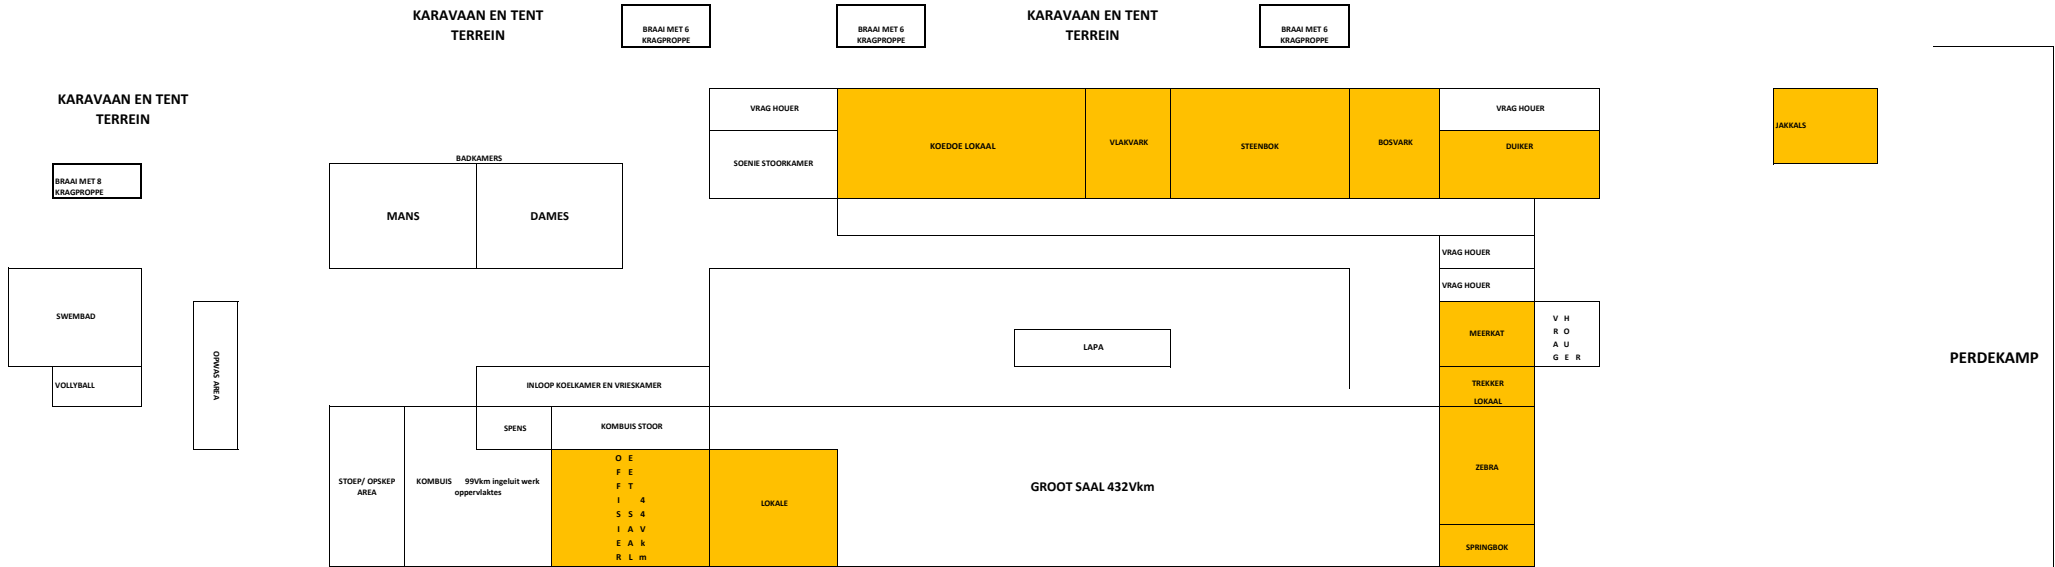 KARAVAAN EN TENT
TERREIN
BRAAI MET 6
KRAGPROPPE
BRAAI MET 6
KRAGPROPPE
KARAVAAN EN TENT
TERREIN
BRAAI MET 6
KRAGPROPPE
KARAVAAN EN TENT
TERREIN
VRAG HOUER
SOENIE STOORKAMER
KOEDOE LOKAAL
VLAKVARK
STEENBOK
BOSVARK
VRAG HOUER
DUIKER
JAKKALS
BRAAI MET 8
KRAGPROPPE
BADKAMERS
MANS
DAMES
VRAG HOUER
VRAG HOUER
SWEMBAD
VOLLYBALL
OPWAS AREA
LAPA
MEERKAT
V H
R O
A U
G E R
PERDEKAMP
INLOOP KOELKAMER EN VRIESKAMER
TREKKER
LOKAAL
SPENS
KOMBUIS STOOR
STOEP/ OPSKEP
AREA
KOMBUIS 99Vkm ingeluit werk
oppervlaktes
O E
F E
F T
I 4
S S 4
I A V
E A k
R L m
LOKALE
GROOT SAAL 432Vkm
ZEBRA
SPRINGBOK